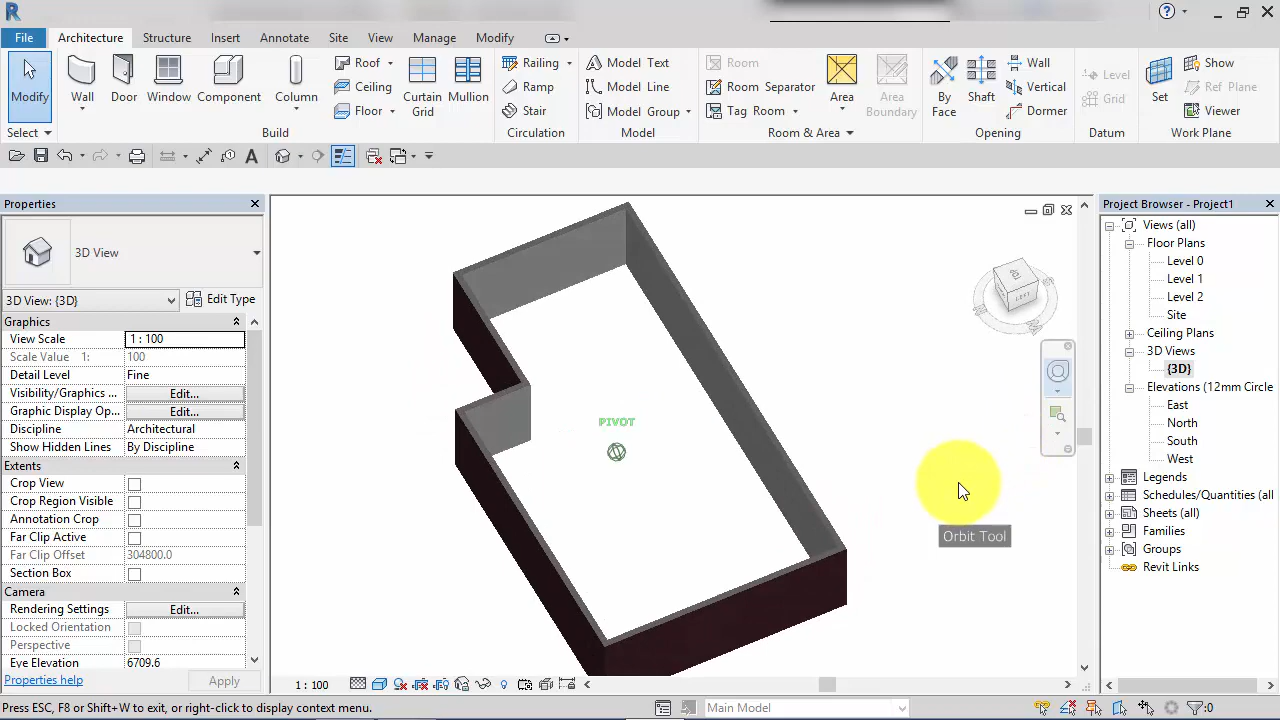 File Architecture Structure Insert Annotate Site View Manage Modify
Modify Wall Door Window Component Column Roof Ceiling Floor Curtain Grid Mullion
Railing Ramp Stair
Model Text Model Line Model Group
Room Room Separator Tag Room Area Area Boundary
By Face Shaft Wall Vertical Dormer
Level Grid Set Show Ref Plane Viewer
Select Build Circulation Model Room & Area Opening Datum Work Plane
Properties
3D View
3D View: {3D} Edit Type
Graphics
View Scale 1 : 100
Scale Value 1: 100
Detail Level Fine
Visibility/Graphics ... Edit...
Graphic Display Op... Edit...
Discipline Architectural
Show Hidden Lines By Discipline
Extents
Crop View
Crop Region Visible
Annotation Crop
Far Clip Active
Far Clip Offset 304800.0
Section Box
Camera
Rendering Settings Edit...
Locked Orientation
Perspective
Eye Elevation 6709.6
Properties help Apply
PIVOT
LEFT
Orbit Tool
Project Browser - Project1
Views (all)
Floor Plans
Level 0
Level 1
Level 2
Site
Ceiling Plans
3D Views
{3D}
Elevations (12mm Circle
East
North
South
West
Legends
Schedules/Quantities (all
Sheets (all)
Families
Groups
Revit Links
1 : 100
Press ESC, F8 or Shift+W to exit, or right-click to display context menu.
Main Model
:0